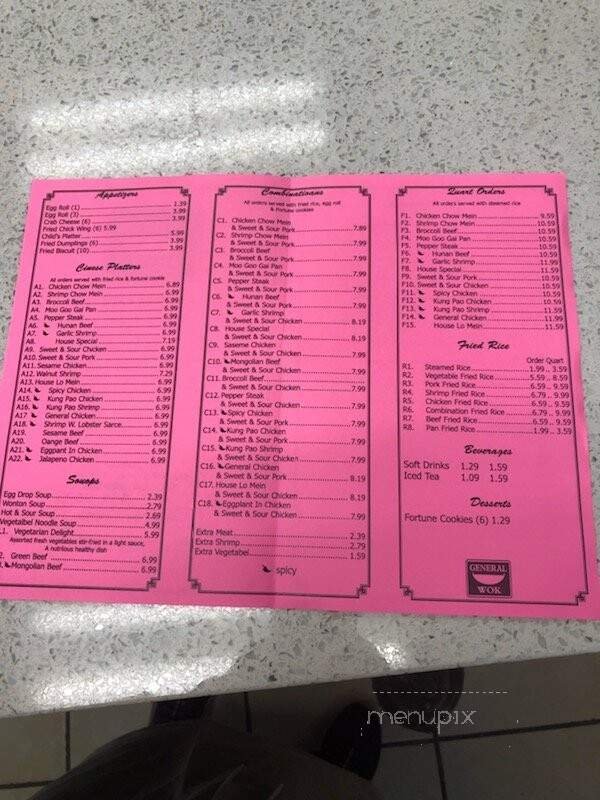 Appetizers
Egg Roll (1) 1.39
Egg Roll (3) 3.99
Crab Cheese (6) 3.99
Fried Chick Wing (6) 5.99
Child's Platter 5.99
Fried Dumplings (6) 3.99
Fried Biscuit (10) 3.99
Cinese Platters
All orders served with fried rice & fortune cookie
A1. Chicken Chow Mein 6.89
A2. Shrimp Chow Mein 6.99
A3. Broccoli Beef 6.99
A4. Moo Goo Gai Pan 6.99
A5. Pepper Steak 6.99
A6. Hunan Beef 6.99
A7. Garlic Shrimp 6.99
A8. House Special 7.19
A9. Sweet & Sour Chicken 6.99
A10. Sweet & Sour Pork 6.99
A11. Sesame Chicken 6.99
A12. Walnut Shrimp 7.29
A13. House Lo Mein 6.99
A14. Spicy Chicken 6.99
A15. Kung Pao Chicken 6.99
A16. Kung Pao Shrimp 6.99
A17. General Chicken 6.99
A18. Shrimp W. Lobster Sarce 6.99
A19. Sesame Beef 6.99
A20. Oange Beef 6.99
A21. Eggpant In Chicken 6.99
A22. Jalapeno Chicken 6.99
Souops
Egg Drop Soup 2.39
Wonton Soup 2.79
Hot & Sour Soup 2.69
Vegetaibel Noodle Soup 4.99
1. Vegetarian Delight 5.99
Assorted fresh vegetables stir-fried in a light sauce,
A nutritious healthy dish
2. Green Beef 6.99
Mongolian Beef 6.99
Combinatioans
All orders served with fried rice, egg roll
& Fortune cookies
C1. Chicken Chow Mein
& Sweet & Sour Pork 7.89
C2. Shrimp Chow Mein
& Sweet & Sour Pork 7.99
C3. Broccoli Beef
& Sweet & Sour Pork 7.99
C4. Moo Goo Gai Pan
& Sweet & Sour Pork 7.99
C5. Pepper Steak
& Sweet & Sour Pork 7.99
C6. Hunan Beef
& Sweet & Sour Pork 7.99
C7. Garlic Shrimp
& Sweet & Sour Chicken 8.19
C8. House Special
& Sweet & Sour Chicken 8.19
C9. Saseme Chicken
& Sweet & Sour Chicken 7.99
C10. Mongolian Beef
& Sweet & Sour Chicken 7.99
C11. Broccoli Beef
& Sweet & Sour Chicken 7.99
C12. Pepper Steak
& Sweet & Sour Chicken 7.99
C13. Spicy Chicken
& Sweet & Sour Pork 7.99
C14. Kung Pao Chicken
& Sweet & Sour Pork 7.99
C15. Kung Pao Shrimp
& Sweet & Sour Chicken 7.99
C16. General Chicken
& Sweet & Sour Pork 8.19
C17. House Lo Mein
& Sweet & Sour Chicken 8.19
C18. Eggplant In Chicken
& Sweet & Sour Chicken 7.99
Extra Meat 2.39
Extra Shrimp 2.79
Extra Vegetabel 1.59
spicy
Quart Orders
All orders served with steamed rice
F1. Chicken Chow Mein 9.59
F2. Shrimp Chow Mein 10.59
F3. Broccoli Beef 10.59
F4. Moo Goo Gai Pan 10.59
F5. Pepper Steak 10.59
F6. Hunan Beef 10.59
F7. Garlic Shrimp 11.99
F8. House Special 11.59
F9. Sweet & Sour Pork 10.59
F10. Sweet & Sour Chicken 10.59
F11. Spicy Chicken 10.59
F12. Kung Pao Chicken 10.59
F13. Kung Pao Shrimp 11.59
F14. General Chicken 11.99
F15. House Lo Mein 11.59
Fried Rice
Order Quart
R1. Steamed Rice 1.99 .. 3.59
R2. Vegetable Fried Rice 5.59 .. 8.59
R3. Pork Fried Rice 6.59 .. 9.59
R4. Shrimp Fried Rice 6.79 .. 9.99
R5. Chicken Fried Rice 6.59 .. 9.59
R6. Combination Fried Rice 6.79 .. 9.99
R7. Beef Fried Rice 6.59 .. 9.59
R8. Pan Fried Rice 1.99 .. 3.59
Beverages
Soft Drinks 1.29 1.59
Iced Tea 1.09 1.59
Desserts
Fortune Cookies (6) 1.29
GENERAL
WOK
menupix